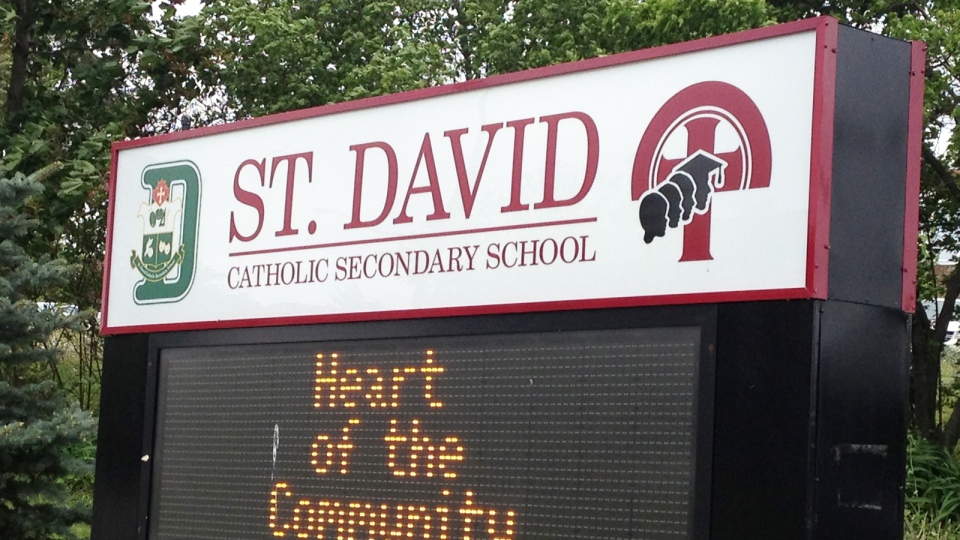 D
ST. DAVID
CATHOLIC SECONDARY SCHOOL
Heart
of the
Community